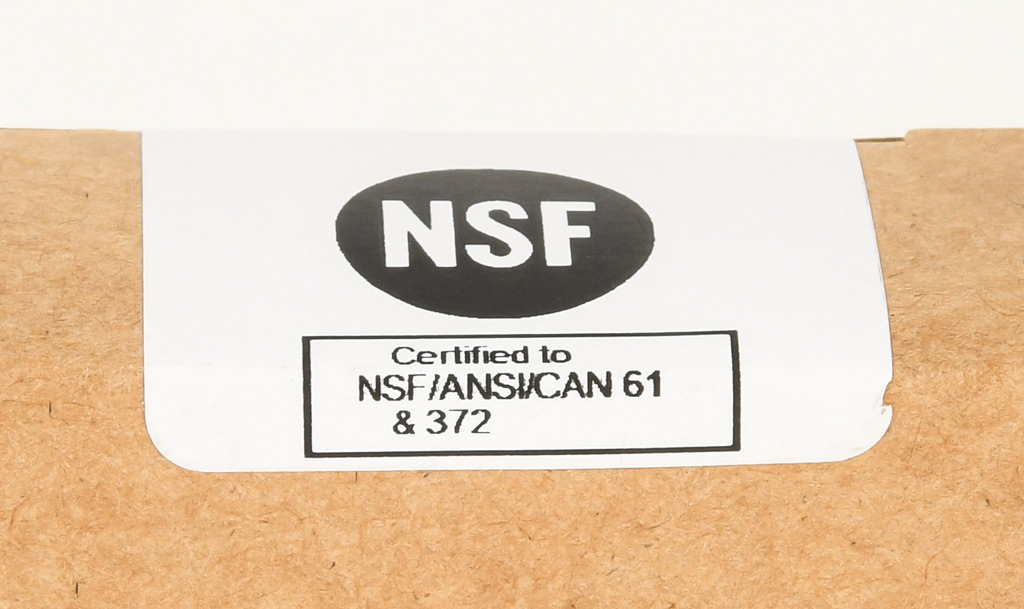 NSF
Certified to
NSF/ANSI/CAN 61
& 372